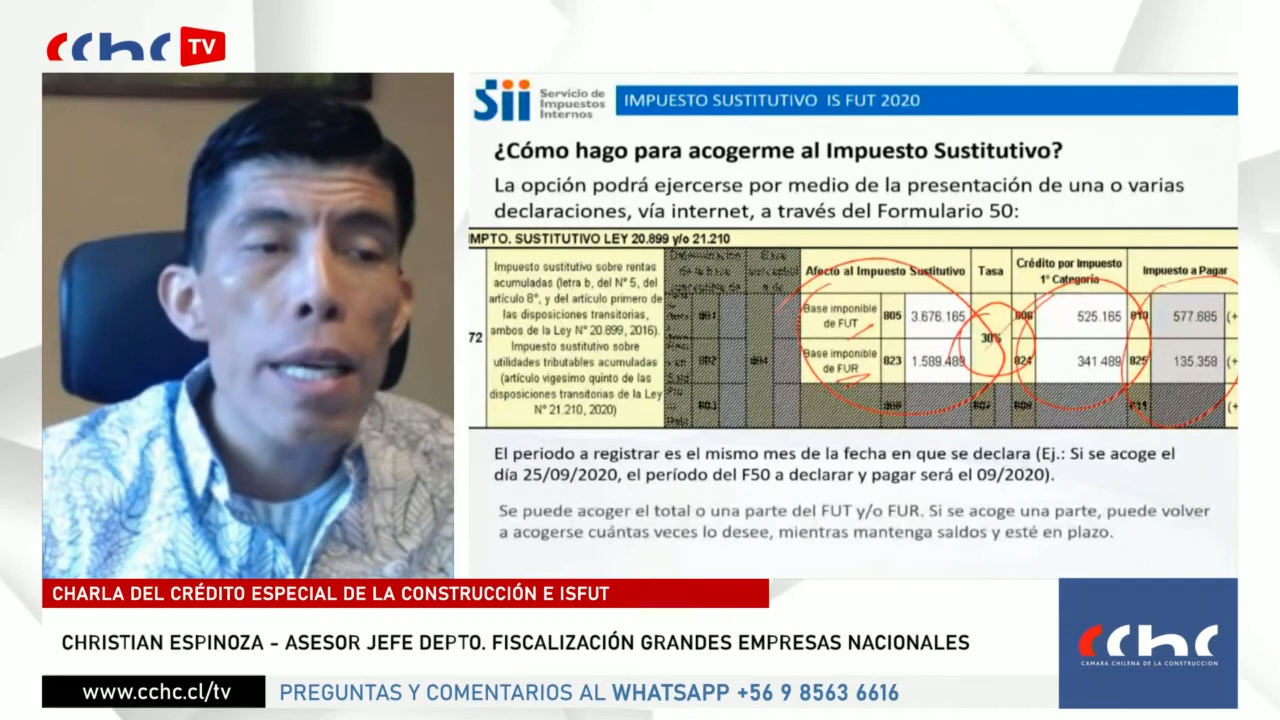 cchc TV
Sii Servicio de
Impuestos
Internos
IMPUESTO SUSTITUTIVO IS FUT 2020
¿Cómo hago para acogerme al Impuesto Sustitutivo?
La opción podrá ejercerse por medio de la presentación de una o varias
declaraciones, vía internet, a través del Formulario 50:
IMPTO. SUSTITUTIVO LEY 20.899 y/o 21.210
72
Impuesto sustitutivo sobre rentas
acumuladas (letra b, del N° 5, del
artículo 8°, y del artículo primero de
las disposiciones transitorias,
ambos de la Ley N° 20.899, 2016).
Impuesto sustitutivo sobre
utilidades tributables acumuladas
(artículo vigesimo quinto de las
disposiciones transitorias de la Ley
N° 21.210, 2020)
Afecto al Impuesto Sustitutivo Tasa Crédito por Impuesto 1° Categoría Impuesto a Pagar
Base imponible de FUT 805 3.676.165 30% 808 525.165 810 577.685 (+
Base imponible de FUR 823 1.589.489 824 341.489 825 135.358 (+
(+
El periodo a registrar es el mismo mes de la fecha en que se declara (Ej.: Si se acoge el
día 25/09/2020, el período del F50 a declarar y pagar será el 09/2020).
Se puede acoger el total o una parte del FUT y/o FUR. Si se acoge una parte, puede volver
a acogerse cuántas veces lo desee, mientras mantenga saldos y esté en plazo.
CHARLA DEL CRÉDITO ESPECIAL DE LA CONSTRUCCIÓN E ISFUT
CHRISTIAN ESPINOZA - ASESOR JEFE DEPTO. FISCALIZACIÓN GRANDES EMPRESAS NACIONALES
cchc
CÁMARA CHILENA DE LA CONSTRUCCIÓN
www.cchc.cl/tv PREGUNTAS Y COMENTARIOS AL WHATSAPP +56 9 8563 6616